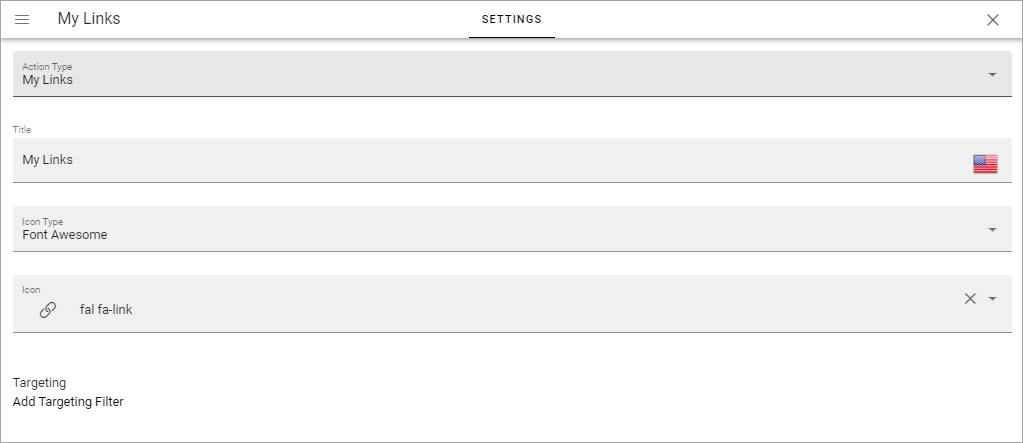 My Links
SETTINGS
Action Type
My Links
Title
My Links
Icon Type
Font Awesome
Icon
fal fa-link
Targeting
Add Targeting Filter